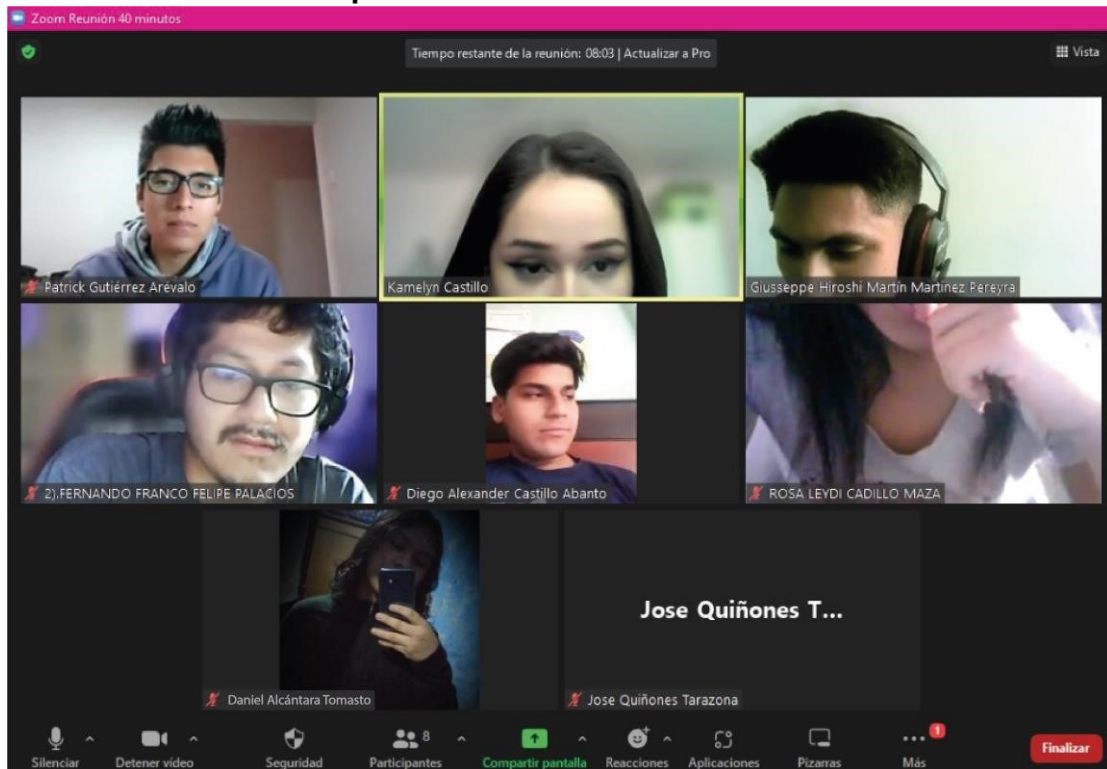 Zoom Reunión 40 minutos
Tiempo restante de la reunión: 08:03 | Actualizar a Pro
Vista
Patrick Gutiérrez Arévalo
Kamelyn Castillo
Giusseppe Hiroshi Martín Martinez Pereyra
2).FERNANDO FRANCO FELIPE PALACIOS
Diego Alexander Castillo Abanto
ROSA LEYDI CADILLO MAZA
Jose Quiñones T...
Daniel Alcántara Tomasto
Jose Quiñones Tarazona
8
1
Silenciar
Detener video
Seguridad
Participantes
Compartir pantalla
Reacciones
Aplicaciones
Pizarras
Más
Finalizar